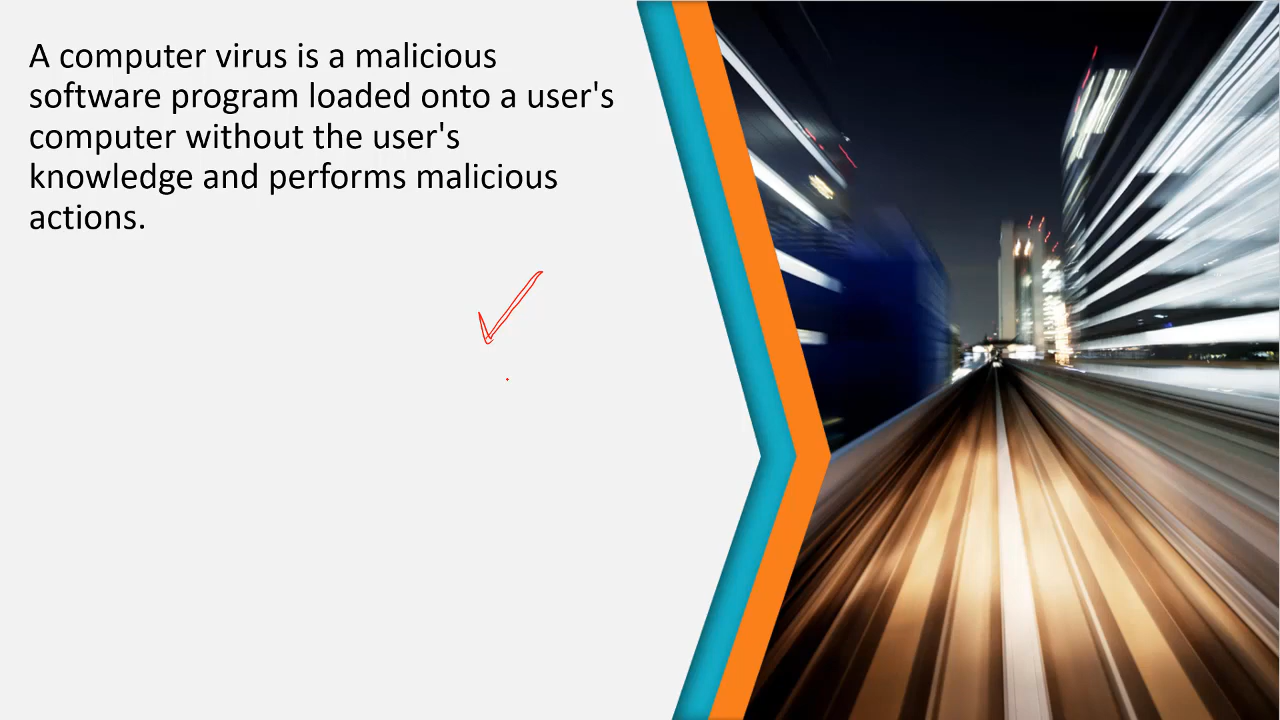 A computer virus is a malicious
software program loaded onto a user's
computer without the user's
knowledge and performs malicious
actions.